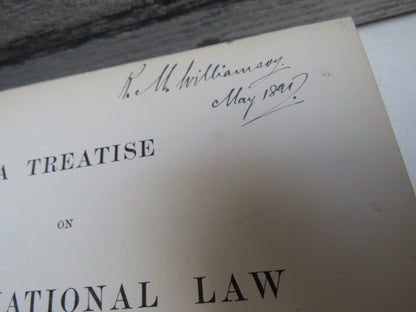 K. M. Williamson.
May 1891.
A TREATISE
ON
NATIONAL LAW